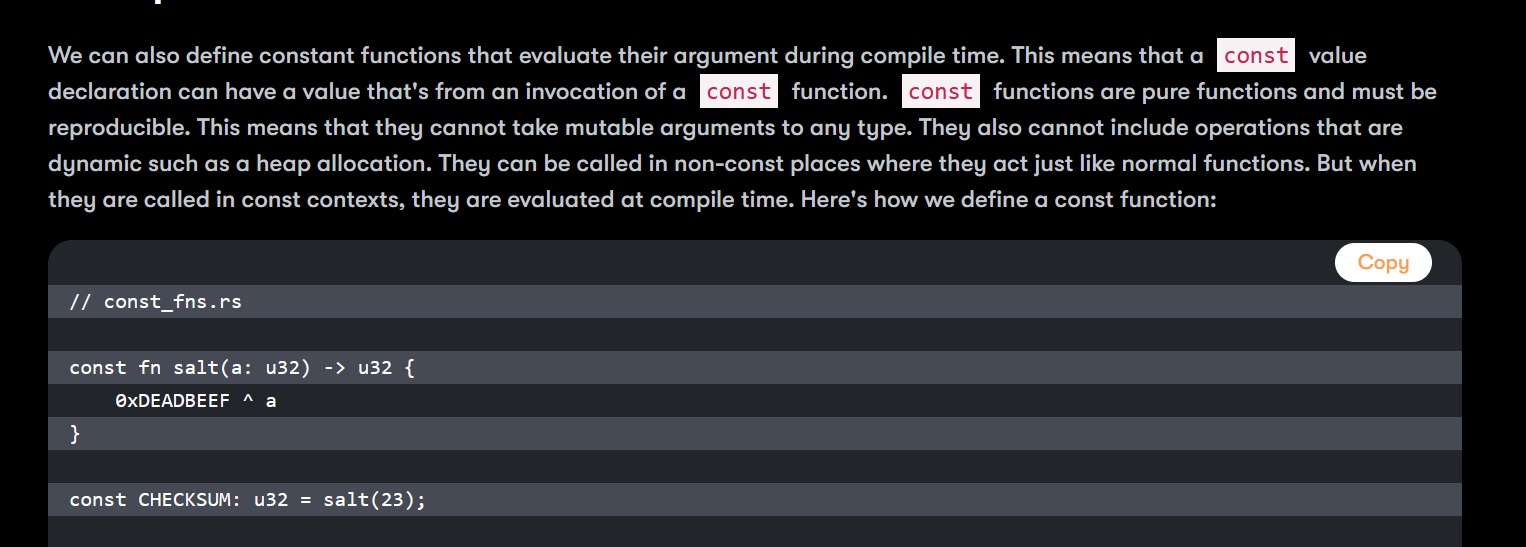 We can also define constant functions that evaluate their argument during compile time. This means that a const value
declaration can have a value that's from an invocation of a const function. const functions are pure functions and must be
reproducible. This means that they cannot take mutable arguments to any type. They also cannot include operations that are
dynamic such as a heap allocation. They can be called in non-const places where they act just like normal functions. But when
they are called in const contexts, they are evaluated at compile time. Here's how we define a const function:
Copy
// const_fns.rs
const fn salt(a: u32) -> u32 {
    0xDEADBEEF ^ a
}
const CHECKSUM: u32 = salt(23);